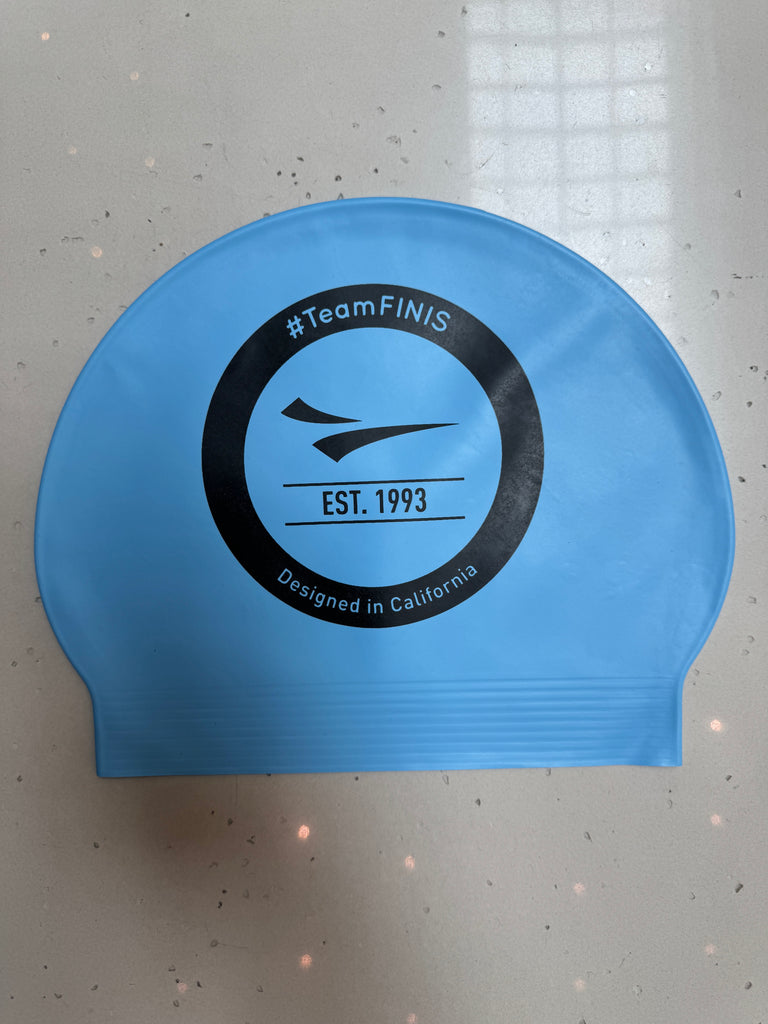 #TeamFINIS
EST. 1993
Designed in California